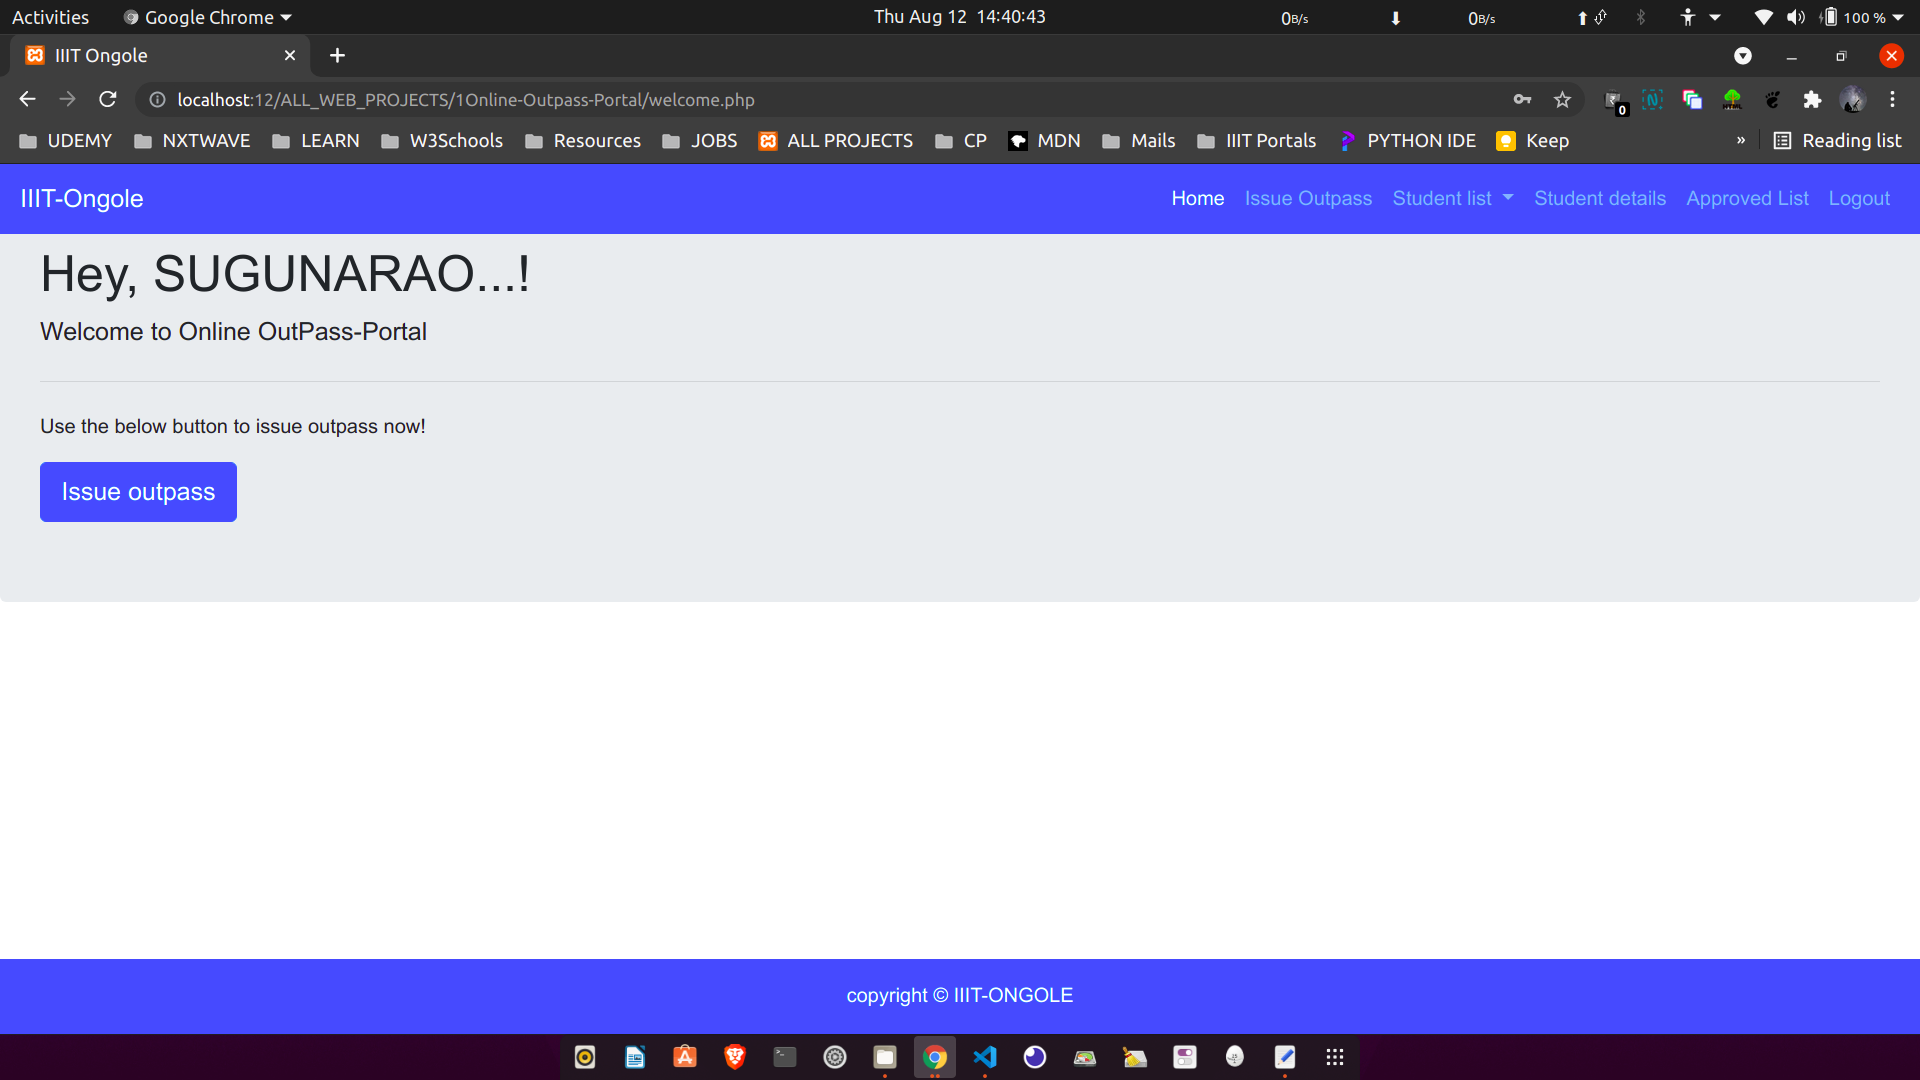 Activities Google Chrome Thu Aug 12 14:40:43 0B/s 0B/s 100 %
IIIT Ongole
localhost:12/ALL_WEB_PROJECTS/1Online-Outpass-Portal/welcome.php 0
UDEMY NXTWAVE LEARN W3Schools Resources JOBS ALL PROJECTS CP MDN Mails IIIT Portals PYTHON IDE Keep » Reading list
IIIT-Ongole Home Issue Outpass Student list Student details Approved List Logout
Hey, SUGUNARAO...!
Welcome to Online OutPass-Portal
Use the below button to issue outpass now!
Issue outpass
copyright © IIIT-ONGOLE